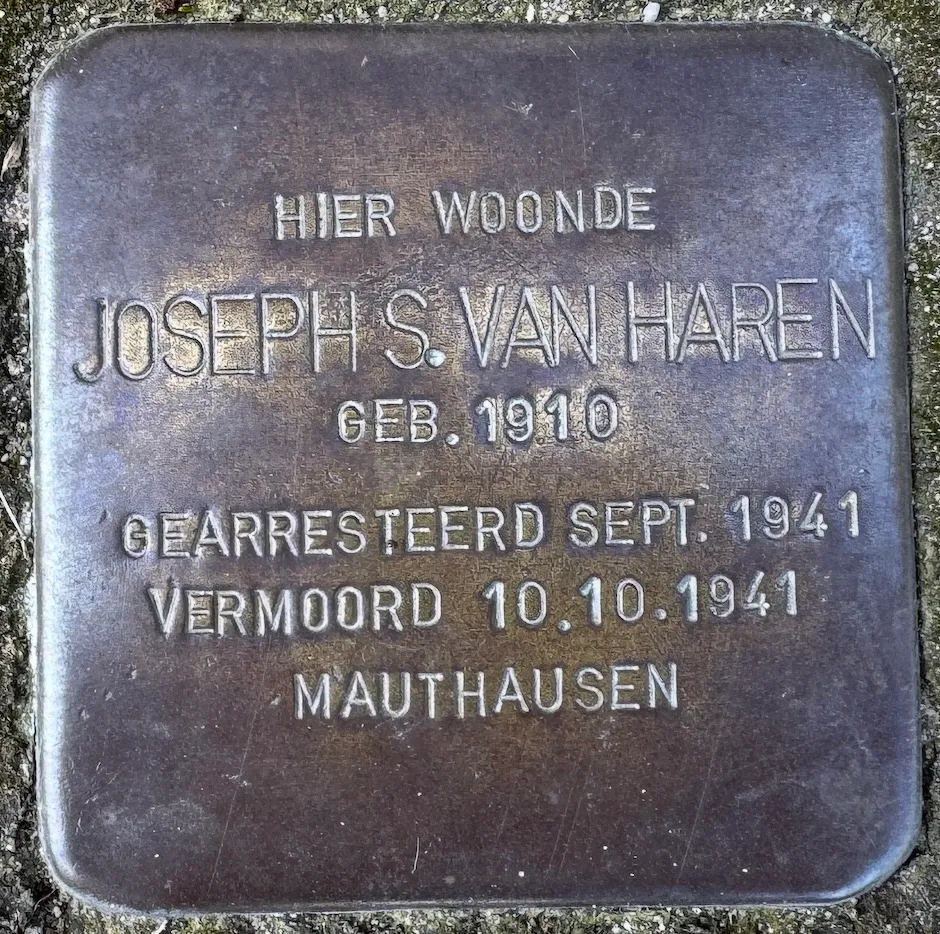 HIER WOONDE
JOSEPH S. VAN HAREN
GEB. 1910
GEARRESTEERD SEPT. 1941
VERMOORD 10.10.1941
MAUTHAUSEN